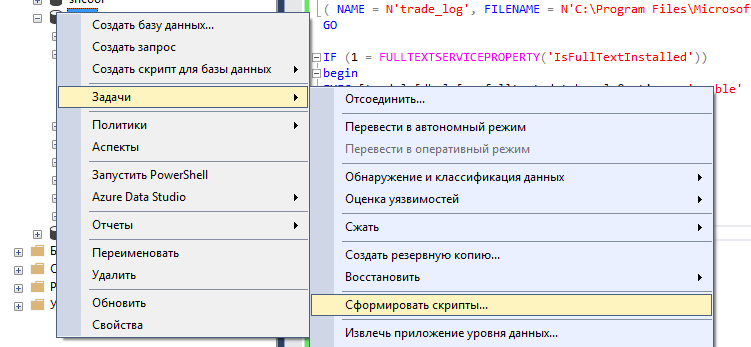 ( NAME = N'trade_log', FILENAME = N'C:\Program Files\Microsof
GO
IF (1 = FULLTEXTSERVICEPROPERTY('IsFullTextInstalled'))
begin
Создать базу данных...
Создать запрос
Создать скрипт для базы данных
Задачи
Политики
Аспекты
Запустить PowerShell
Azure Data Studio
Отчеты
Переименовать
Удалить
Обновить
Свойства
Отсоединить...
Перевести в автономный режим
Перевести в оперативный режим
Обнаружение и классификация данных
Оценка уязвимостей
Сжать
Создать резервную копию...
Восстановить
Сформировать скрипты...
Извлечь приложение уровня данных...
Б
С
Р
У